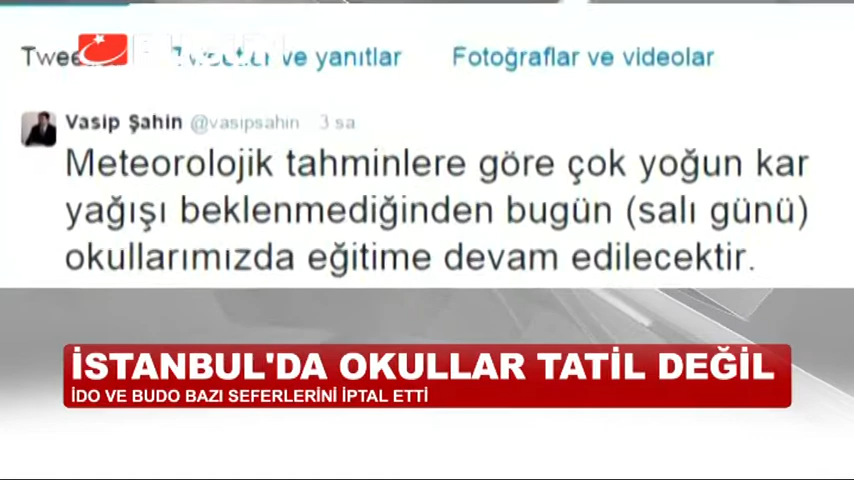 Tweetler ve yanıtlar Fotoğraflar ve videolar
Vasip Şahin @vasipsahin 3 sa
Meteorolojik tahminlere göre çok yoğun kar
yağışı beklenmediğinden bugün (salı günü)
okullarımızda eğitime devam edilecektir.
İSTANBUL'DA OKULLAR TATİL DEĞİL
İDO VE BUDO BAZI SEFERLERİNİ İPTAL ETTİ